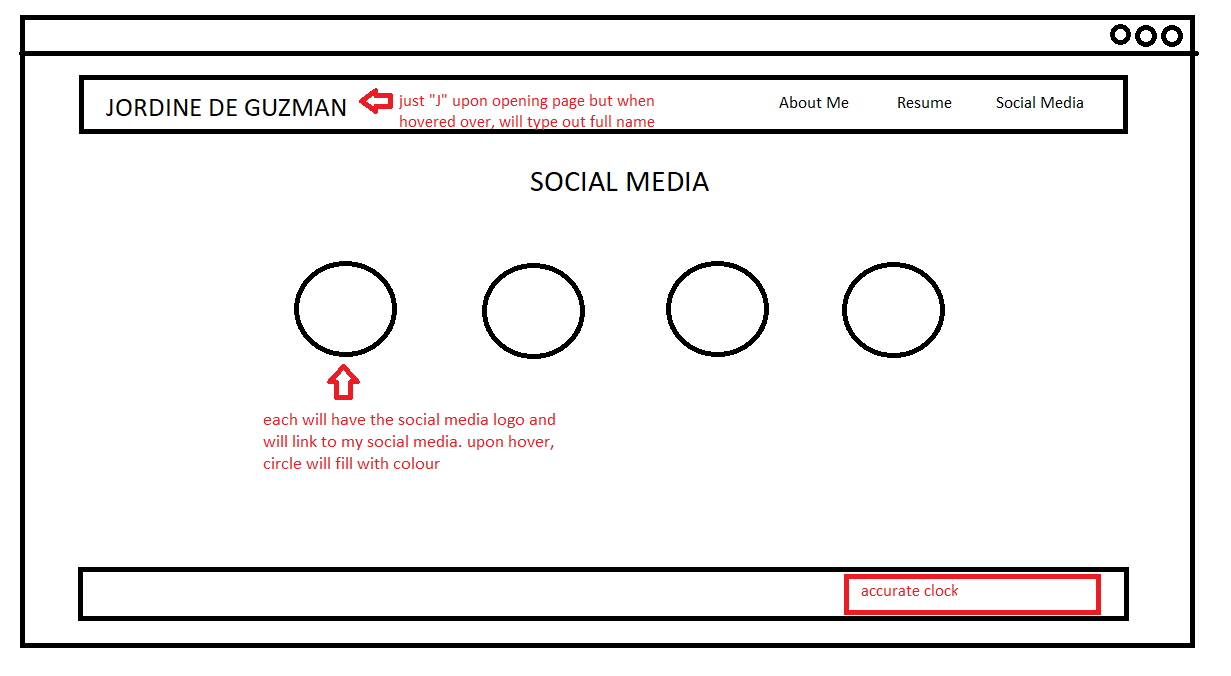 JORDINE DE GUZMAN
just "J" upon opening page but when
hovered over, will type out full name
About Me
Resume
Social Media
SOCIAL MEDIA
each will have the social media logo and
will link to my social media. upon hover,
circle will fill with colour
accurate clock